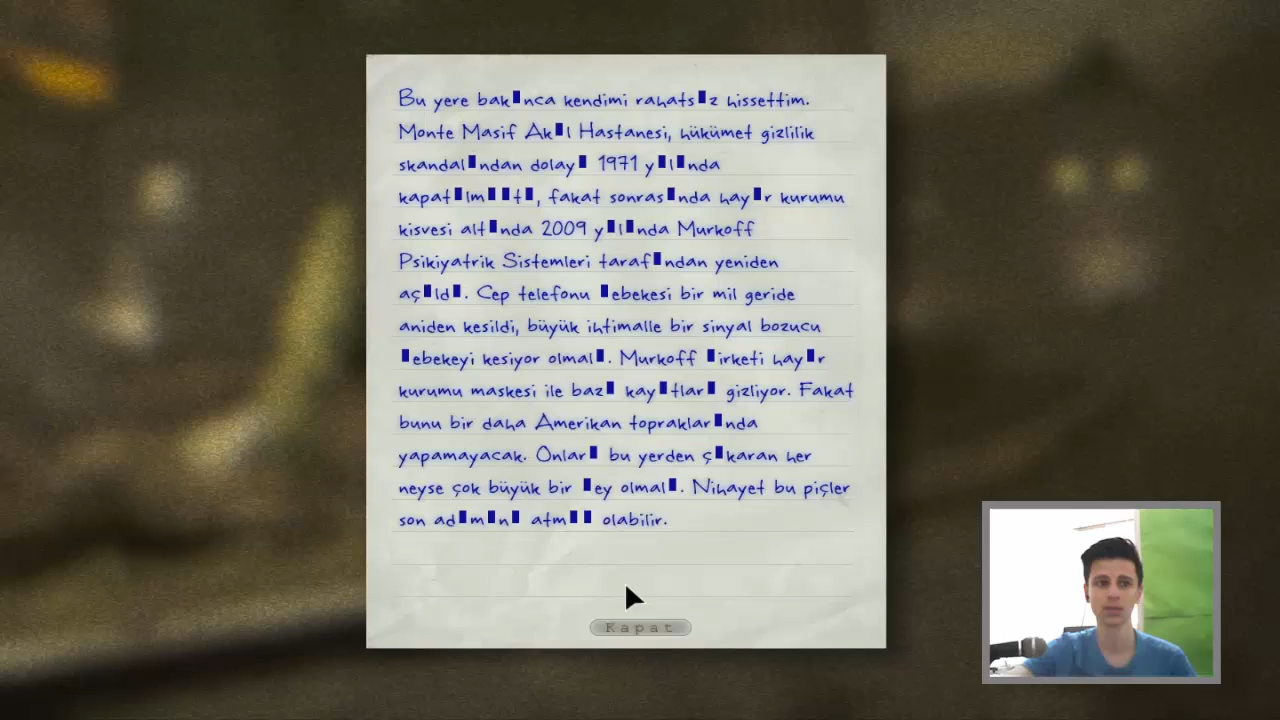 Bu yere bak▮nca kendimi rahats▮z hissettim.
Monte Masif Ak▮l Hastanesi, hükümet gizlilik
skandal▮ndan dolay▮ 1971 y▮l▮nda
kapat▮lm▮▮t▮, fakat sonras▮nda hay▮r kurumu
kisvesi alt▮nda 2009 y▮l▮nda Murkoff
Psikiyatrik Sistemleri taraf▮ndan yeniden
aç▮ld▮. Cep telefonu ▮ebekesi bir mil geride
aniden kesildi, büyük ihtimalle bir sinyal bozucu
▮ebekeyi kesiyor olmal▮. Murkoff ▮irketi hay▮r
kurumu maskesi ile baz▮ kay▮tlar▮ gizliyor. Fakat
bunu bir daha Amerikan topraklar▮nda
yapamayacak. Onlar▮ bu yerden ç▮karan her
neyse çok büyük bir ▮ey olmal▮. Nihayet bu piçler
son ad▮m▮n▮ atm▮▮ olabilir.
Kapat